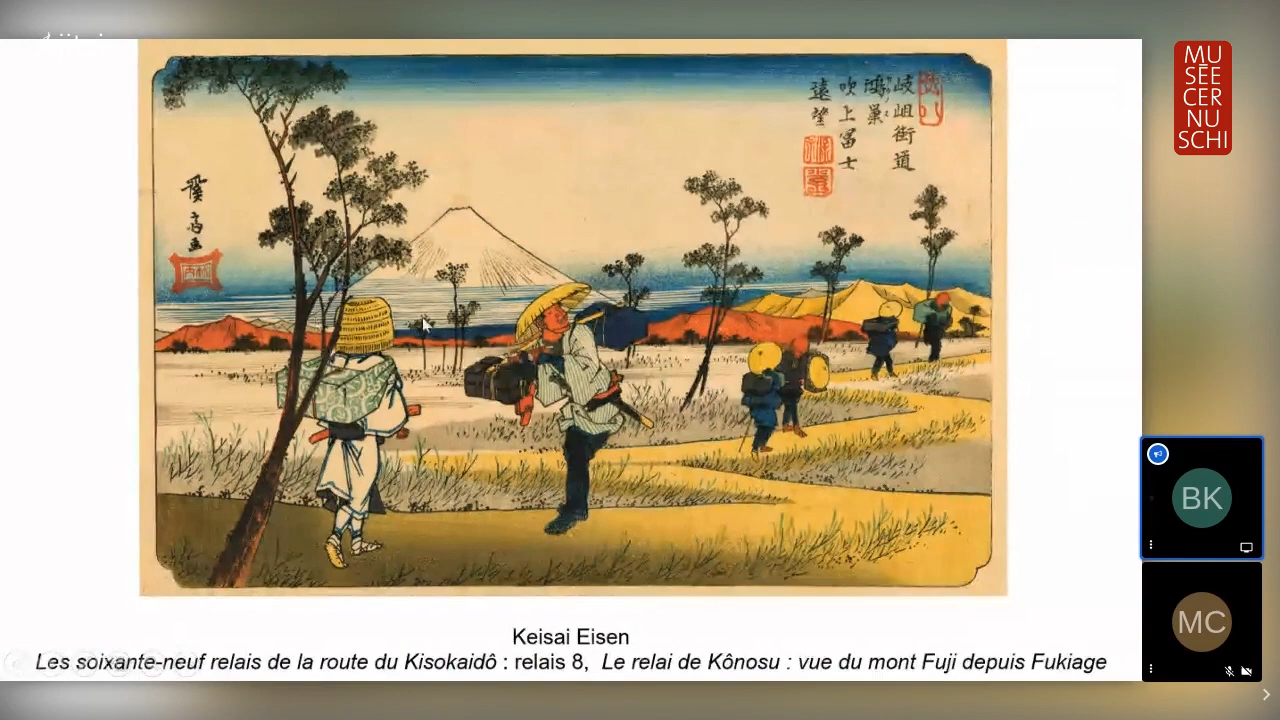 MU
SÉE
CER
NU
SCHI
岐岨街道
鴻巣
吹上冨士
遠望
BK
MC
Keisai Eisen
Les soixante-neuf relais de la route du Kisokaidô : relais 8, Le relai de Kônosu : vue du mont Fuji depuis Fukiage